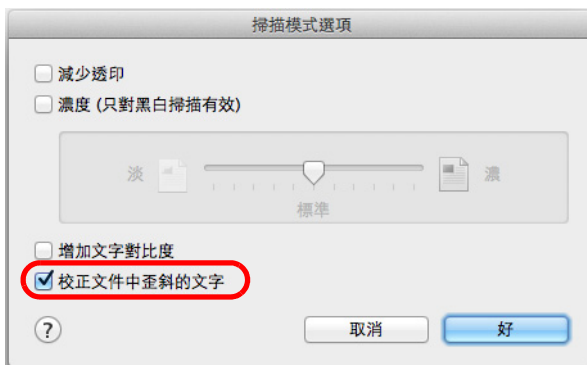 掃描模式選項
減少透印
濃度 (只對黑白掃描有效)
淡 濃
標準
增加文字對比度
校正文件中歪斜的文字
? 取消 好